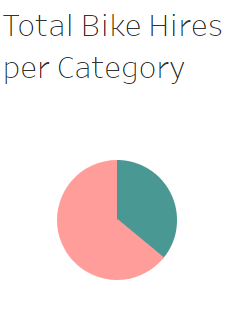 Total Bike Hires
per Category